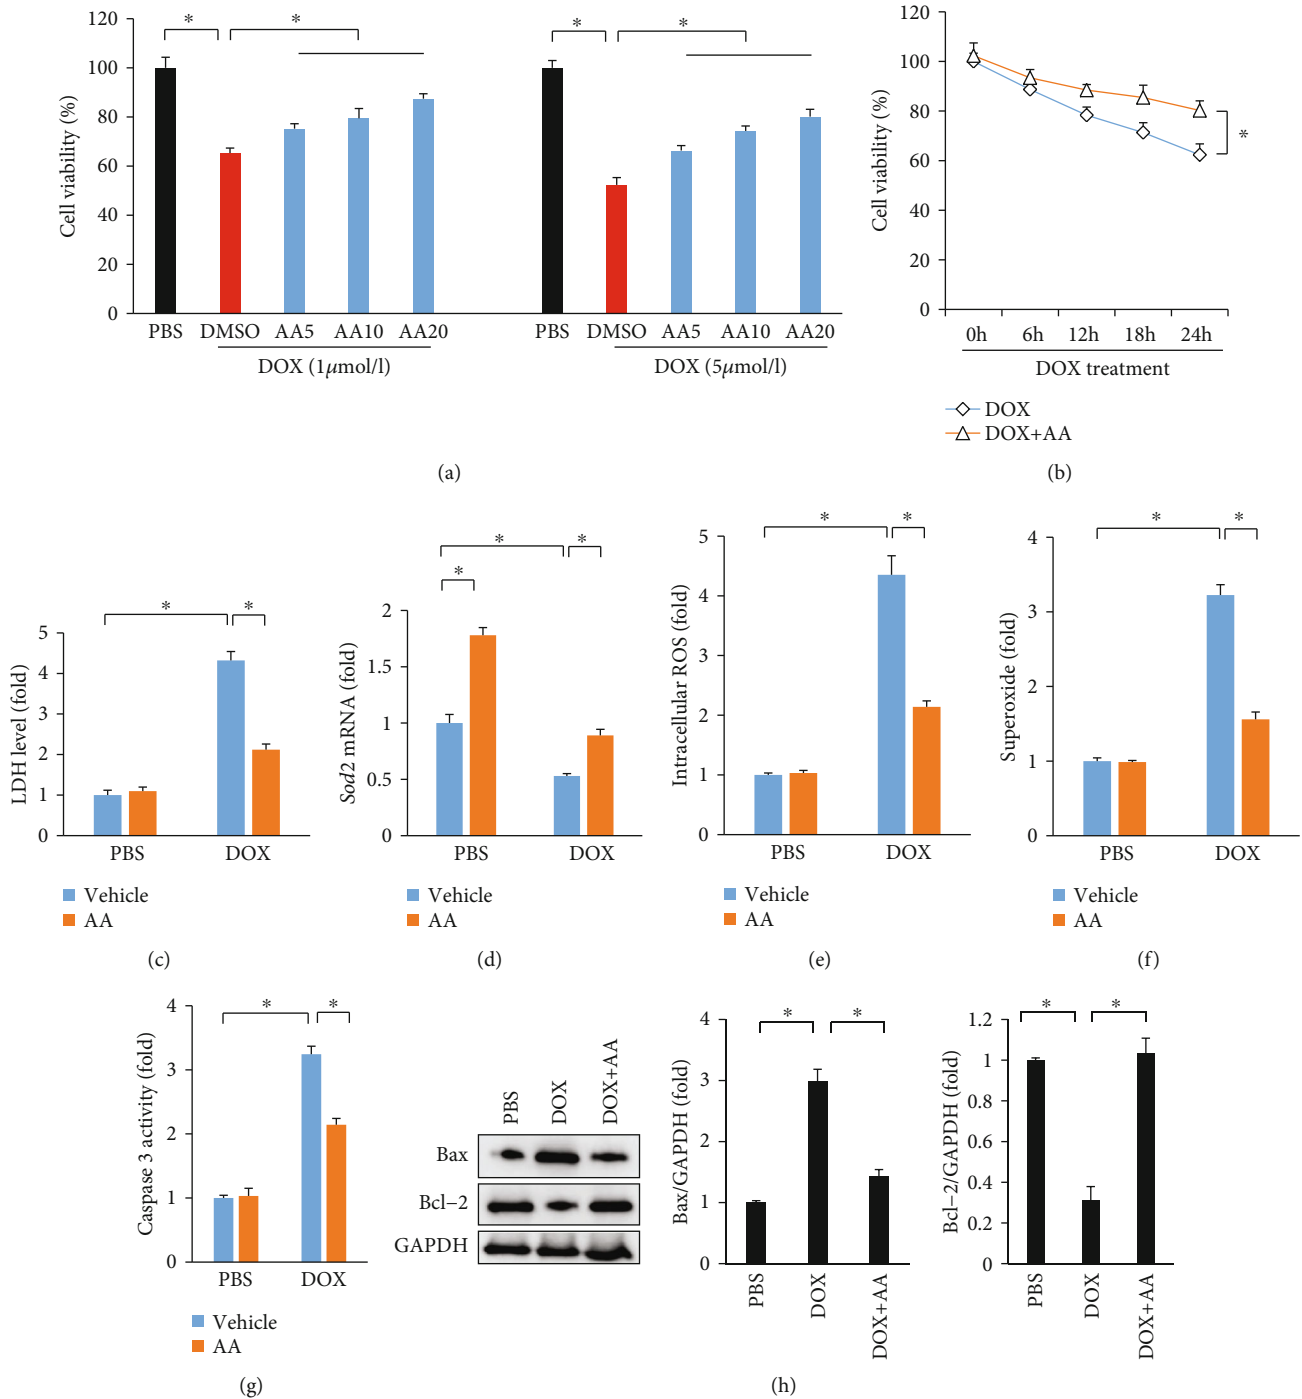 120
100
80
60
40
20
0
Cell viability (%)
* * * *
PBS DMSO AA5 AA10 AA20 PBS DMSO AA5 AA10 AA20
DOX (1μmol/l) DOX (5μmol/l)
(a)
120
100
80
60
40
20
0
Cell viability (%)
*
0h 6h 12h 18h 24h
DOX treatment
DOX
DOX+AA
(b)
* *
5
4
3
2
1
0
LDH level (fold)
PBS DOX
Vehicle
AA
(c)
* *
*
2
1.5
1
0.5
0
Sod2 mRNA (fold)
PBS DOX
Vehicle
AA
(d)
* *
5
4
3
2
1
0
Intracellular ROS (fold)
PBS DOX
Vehicle
AA
(e)
* *
4
3
2
1
0
Superoxide (fold)
PBS DOX
Vehicle
AA
(f)
* *
4
3
2
1
0
Caspase 3 activity (fold)
PBS DOX
Vehicle
AA
(g)
PBS DOX DOX+AA
Bax
Bcl−2
GAPDH
* *
4
3
2
1
0
Bax/GAPDH (fold)
PBS DOX DOX+AA
* *
1.2
1
0.8
0.6
0.4
0.2
0
Bcl−2/GAPDH (fold)
PBS DOX DOX+AA
(h)